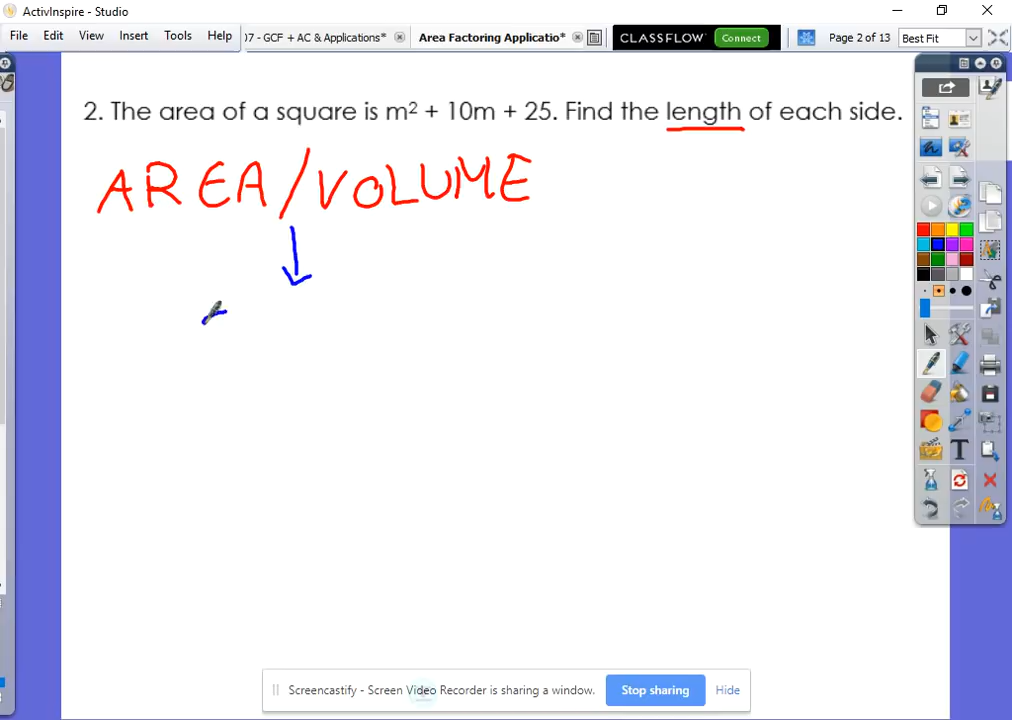 ActivInspire - Studio
File Edit View Insert Tools Help
07 - GCF + AC & Applications*
Area Factoring Applicatio*
CLASSFLOW Connect
Page 2 of 13
Best Fit
2. The area of a square is m² + 10m + 25. Find the length of each side.
AREA/VOLUME
T
Screencastify - Screen Video Recorder is sharing a window.
Stop sharing
Hide